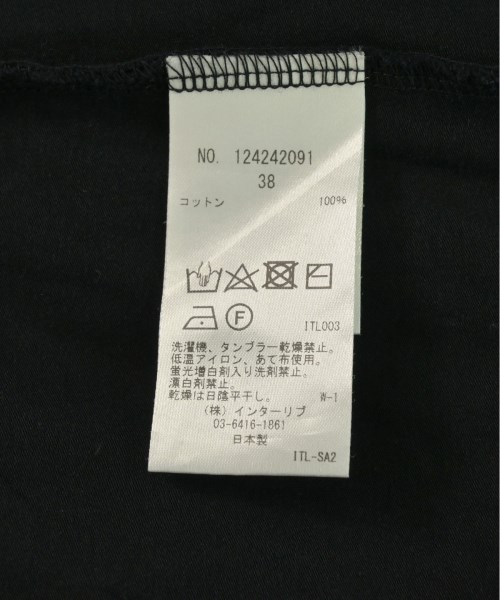 NO. 124242091
38
コットン 100%
F
ITL003
洗濯機、タンブラー乾燥禁止。
低温アイロン、あて布使用。
蛍光増白剤入り洗剤禁止。
漂白剤禁止。
乾燥は日陰平干し。 W-1
(株) インターリブ
03-6416-1861
日本製
ITL-SA2